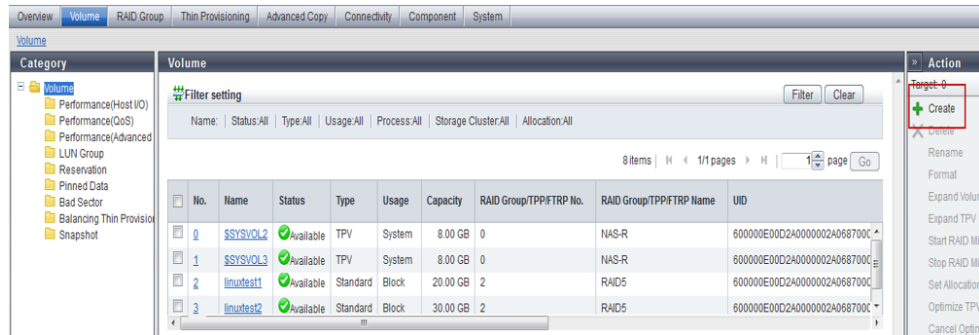 Overview Volume RAID Group Thin Provisioning Advanced Copy Connectivity Component System
Volume
Category
Volume
Performance(Host I/O)
Performance(QoS)
Performance(Advanced
LUN Group
Reservation
Pinned Data
Bad Sector
Balancing Thin Provision
Snapshot
Volume
Filter setting
Filter Clear
Name: Status:All Type:All Usage:All Process:All Storage Cluster:All Allocation:All
8 items 1/1 pages 1 page Go
No. Name Status Type Usage Capacity RAID Group/TPP/FTRP No. RAID Group/TPP/FTRP Name UID
0 $SYSVOL2 Available TPV System 8.00 GB 0 NAS-R 600000E00D2A0000002A0687000
1 $SYSVOL3 Available TPV System 8.00 GB 0 NAS-R 600000E00D2A0000002A0687000
2 linuxtest1 Available Standard Block 20.00 GB 2 RAID5 600000E00D2A0000002A0687000
3 linuxtest2 Available Standard Block 30.00 GB 2 RAID5 600000E00D2A0000002A0687000
» Action
Target: 0
Create
Delete
Rename
Format
Expand Volu
Expand TPV
Start RAID Mi
Stop RAID Mi
Set Allocation
Optimize TPV
Cancel Optim